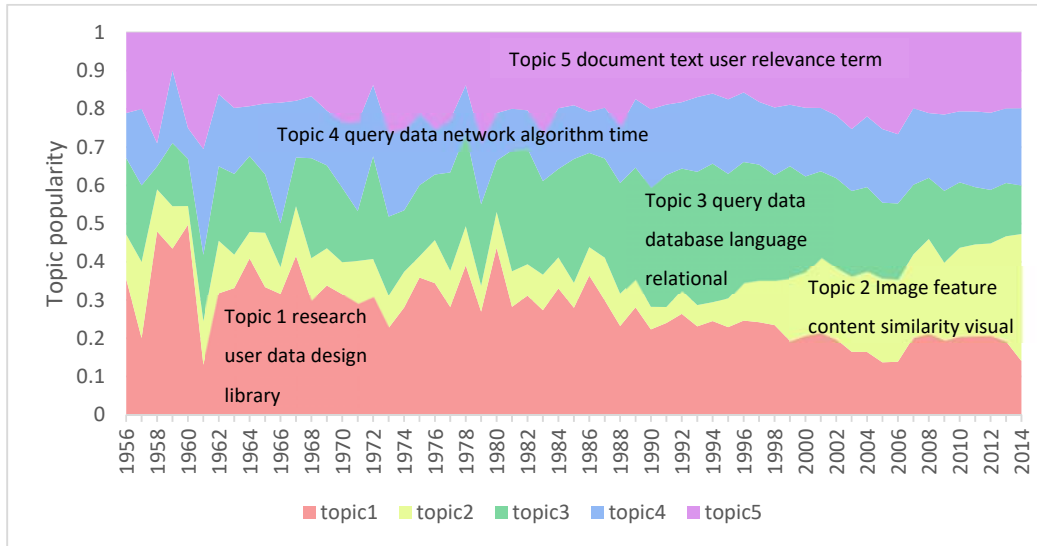 1
0.9
0.8
0.7
0.6
0.5
0.4
0.3
0.2
0.1
0
Topic popularity
Topic 5 document text user relevance term
Topic 4 query data network algorithm time
Topic 3 query data
database language
relational
Topic 2 Image feature
content similarity visual
Topic 1 research
user data design
library
1956 1958 1960 1962 1964 1966 1968 1970 1972 1974 1976 1978 1980 1982 1984 1986 1988 1990 1992 1994 1996 1998 2000 2002 2004 2006 2008 2010 2012 2014
topic1 topic2 topic3 topic4 topic5